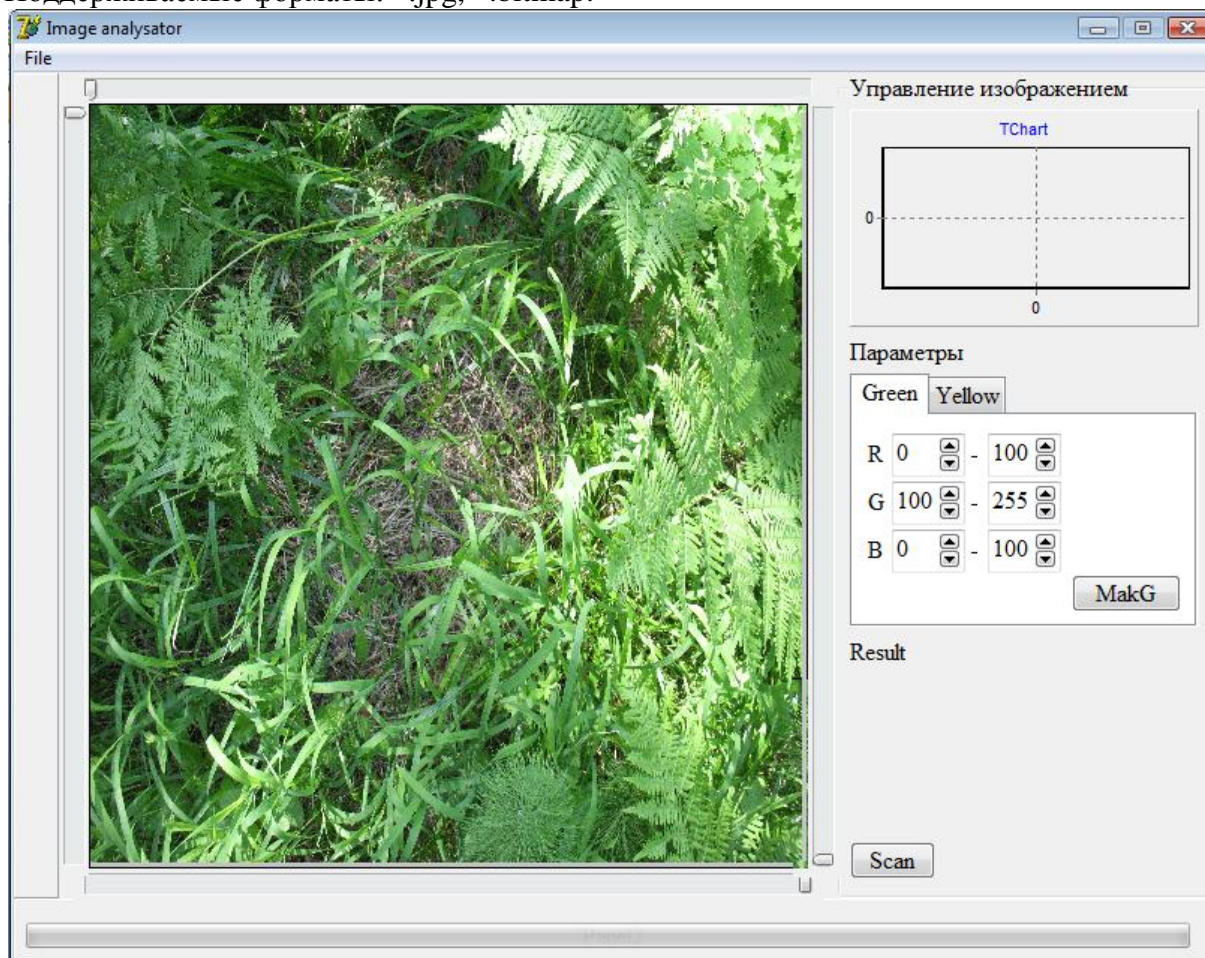 Image analysator
File
Управление изображением
TChart
0
0
Параметры
Green Yellow
R 0 - 100
G 100 - 255
B 0 - 100
MakG
Result
Scan